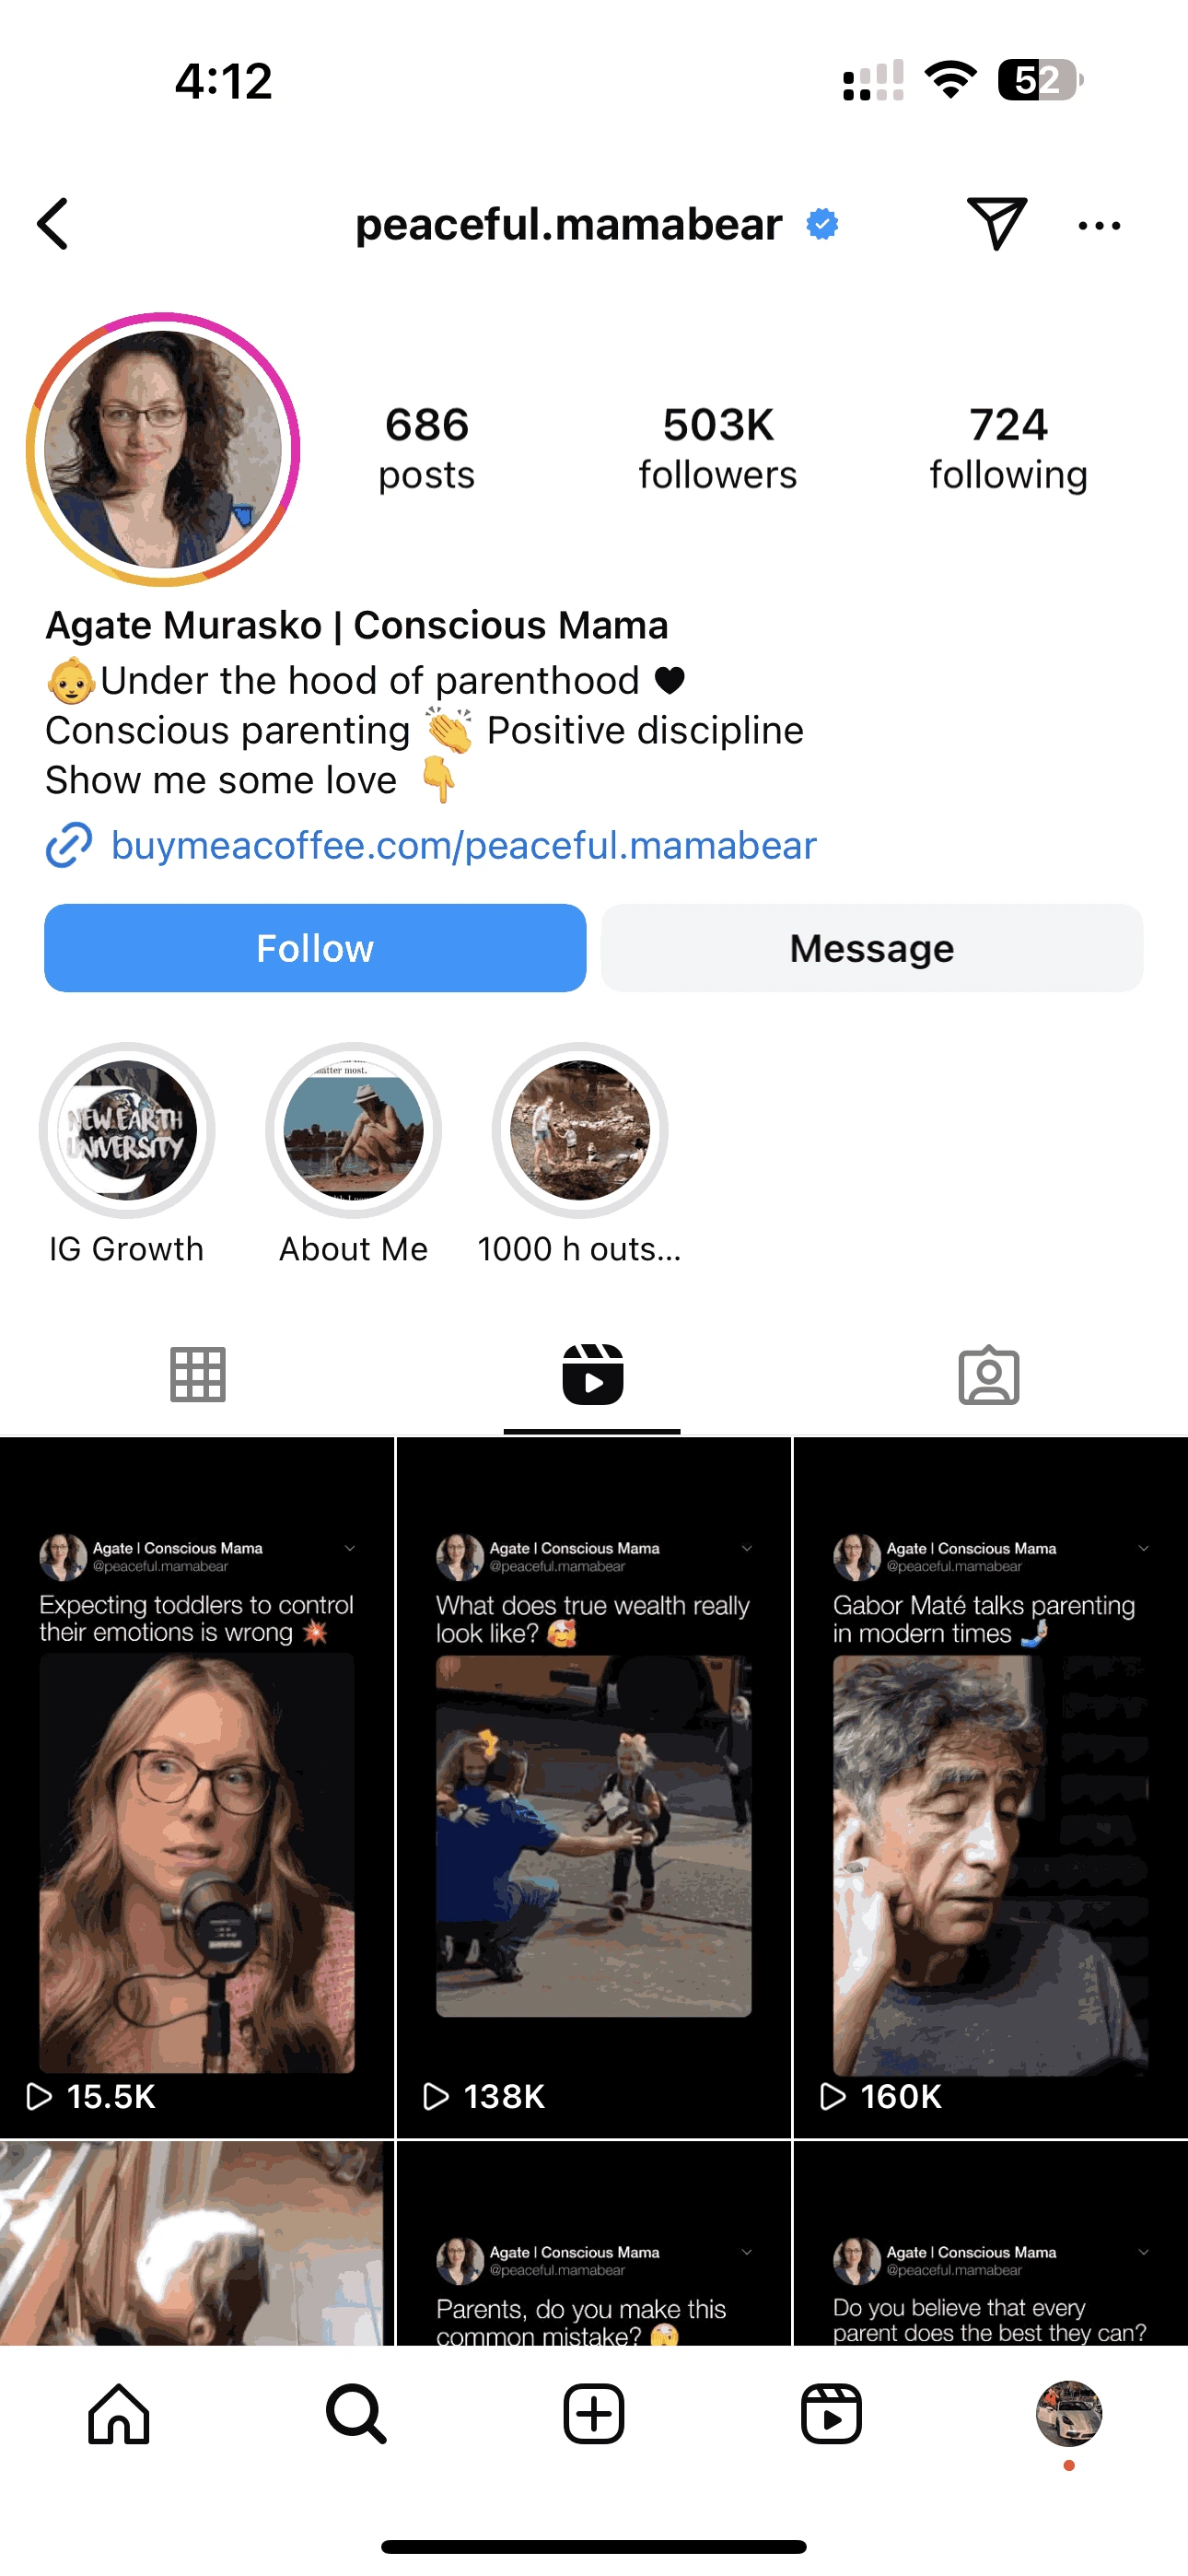 4:12
52
peaceful.mamabear
686
posts
503K
followers
724
following
Agate Murasko | Conscious Mama
👶Under the hood of parenthood 🖤
Conscious parenting 👏 Positive discipline
Show me some love 👇
buymeacoffee.com/peaceful.mamabear
Follow
Message
NEW EARTH
UNIVERSITY
matter most.
IG Growth
About Me
1000 h outs...
Agate | Conscious Mama
@peaceful.mamabear
Expecting toddlers to control
their emotions is wrong 💥
15.5K
Agate | Conscious Mama
@peaceful.mamabear
What does true wealth really
look like? 🥰
138K
Agate | Conscious Mama
@peaceful.mamabear
Gabor Maté talks parenting
in modern times 🤳
160K
Agate | Conscious Mama
@peaceful.mamabear
Parents, do you make this
common mistake? 🫣
Agate | Conscious Mama
@peaceful.mamabear
Do you believe that every
parent does the best they can?